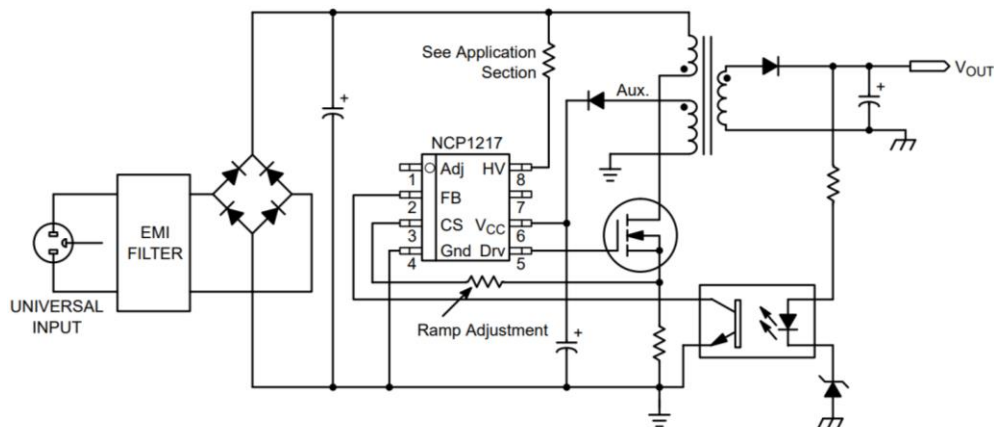 See Application
Section
Aux.
+
+
VOUT
NCP1217
Adj
HV
1
8
FB
2
7
CS
VCC
3
6
Gnd
Drv
4
5
EMI
FILTER
UNIVERSAL
INPUT
Ramp Adjustment
+